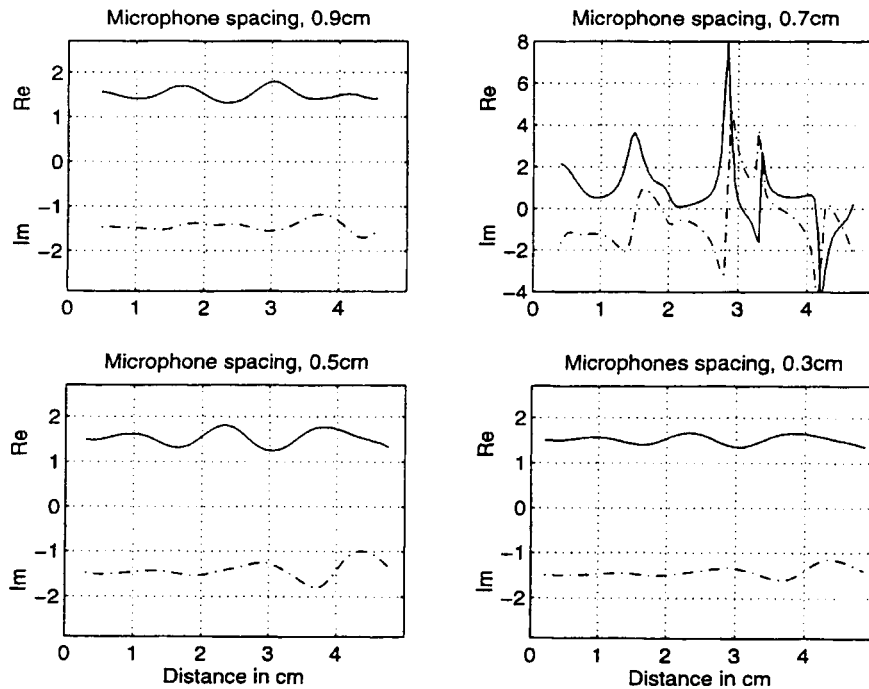 Microphone spacing, 0.9cm
2
1
0
−1
−2
Re
Im
0 1 2 3 4
Microphone spacing, 0.7cm
8
6
4
2
0
−2
−4
Re
Im
0 1 2 3 4
Microphone spacing, 0.5cm
2
1
0
−1
−2
Re
Im
0 1 2 3 4
Distance in cm
Microphones spacing, 0.3cm
2
1
0
−1
−2
Re
Im
0 1 2 3 4
Distance in cm